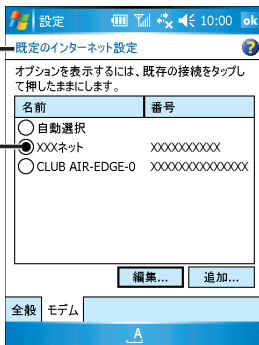 設定 10:00 ok
既定のインターネット設定
オプションを表示するには、既存の接続をタップし
て押したままにします。
名前 番号
自動選択
XXXネット XXXXXXXXXX
CLUB AIR-EDGE-0 XXXXXXXXXXXXXX
編集... 追加...
全般 モデム
A